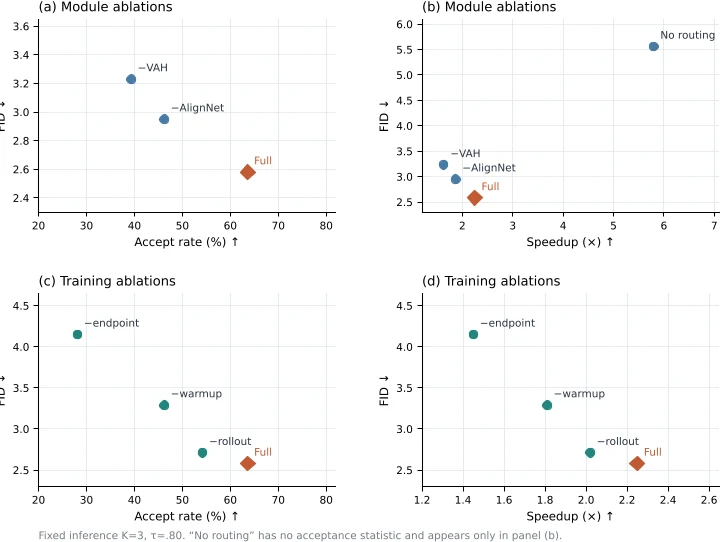 (a) Module ablations
3.6
3.4
3.2
3.0
2.8
2.6
2.4
FID ↓
−VAH
−AlignNet
Full
20 30 40 50 60 70 80
Accept rate (%) ↑
(b) Module ablations
6.0
5.5
5.0
4.5
4.0
3.5
3.0
2.5
FID ↓
No routing
−VAH
−AlignNet
Full
2 3 4 5 6 7
Speedup (×) ↑
(c) Training ablations
4.5
4.0
3.5
3.0
2.5
FID ↓
−endpoint
−warmup
−rollout
Full
20 30 40 50 60 70 80
Accept rate (%) ↑
(d) Training ablations
4.5
4.0
3.5
3.0
2.5
FID ↓
−endpoint
−warmup
−rollout
Full
1.2 1.4 1.6 1.8 2.0 2.2 2.4 2.6
Speedup (×) ↑
Fixed inference K=3, τ=.80. “No routing” has no acceptance statistic and appears only in panel (b).